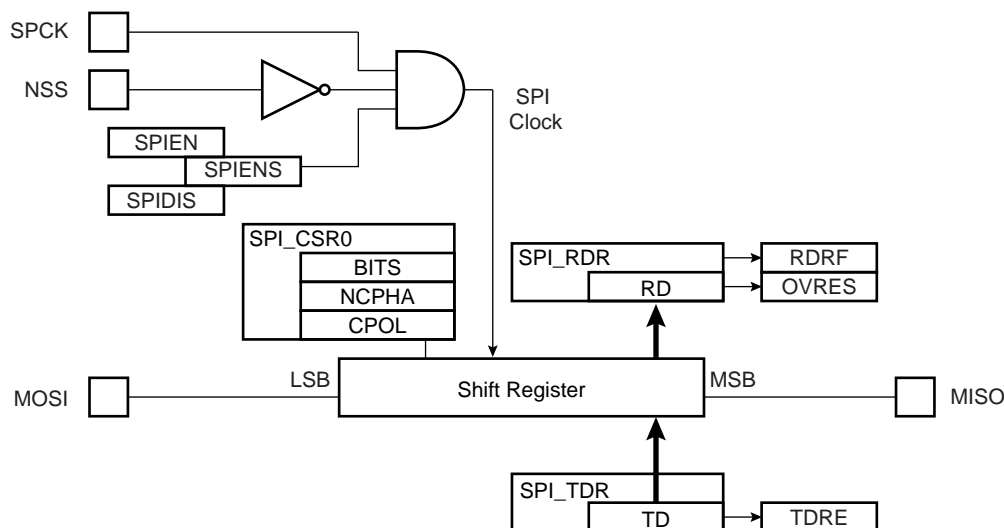 SPCK
NSS
SPI
Clock
SPIEN
SPIENS
SPIDIS
SPI_CSR0
BITS
NCPHA
CPOL
SPI_RDR
RD
RDRF
OVRES
MOSI
LSB
Shift Register
MSB
MISO
SPI_TDR
TD
TDRE